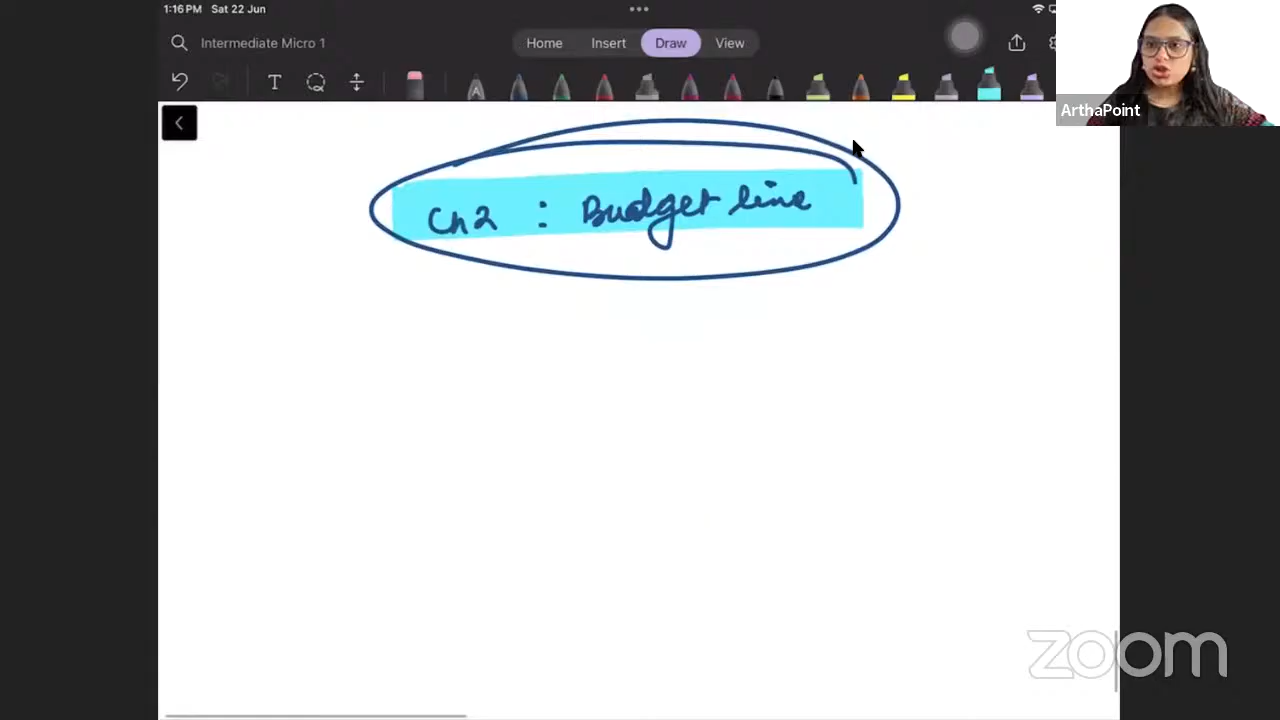 1:16 PM Sat 22 Jun
Intermediate Micro 1
Home Insert Draw View
T
A
ArthaPoint
Ch 2 : Budget line
zoom